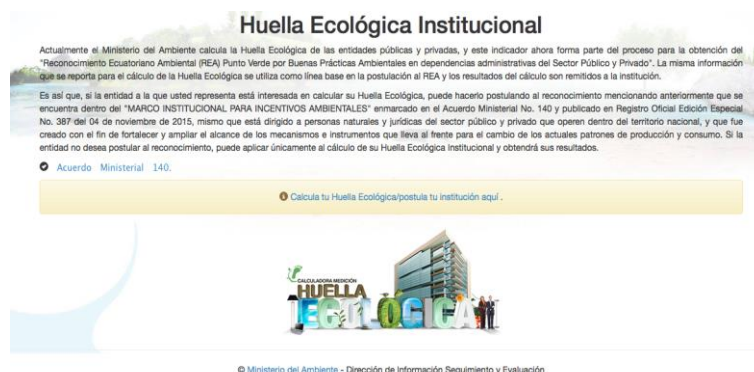 Huella Ecológica Institucional
Actualmente el Ministerio del Ambiente calcula la Huella Ecológica de las entidades públicas y privadas, y este indicador ahora forma parte del proceso para la obtención del
"Reconocimiento Ecuatoriano Ambiental (REA) Punto Verde por Buenas Prácticas Ambientales en dependencias administrativas del Sector Público y Privado". La misma información
que se reporta para el cálculo de la Huella Ecológica se utiliza como línea base en la postulación al REA y los resultados del cálculo son remitidos a la institución.
Es así que, si la entidad a la que usted representa está interesada en calcular su Huella Ecológica, puede hacerlo postulando al reconocimiento mencionando anteriormente que se
encuentra dentro del "MARCO INSTITUCIONAL PARA INCENTIVOS AMBIENTALES" enmarcado en el Acuerdo Ministerial No. 140 y publicado en Registro Oficial Edición Especial
No. 387 del 04 de noviembre de 2015, mismo que está dirigido a personas naturales y jurídicas del sector público y privado que operen dentro del territorio nacional, y que fue
creado con el fin de fortalecer y ampliar el alcance de los mecanismos e instrumentos que lleva al frente para el cambio de los actuales patrones de producción y consumo. Si la
entidad no desea postular al reconocimiento, puede aplicar únicamente al cálculo de su Huella Ecológica Institucional y obtendrá sus resultados.
Acuerdo Ministerial 140.
Calcula tu Huella Ecológica/postula tu institución aquí .
CALCULADORA MEDICIÓN
HUELLA
ECOLÓGICA
© Ministerio del Ambiente - Dirección de Información Seguimiento y Evaluación